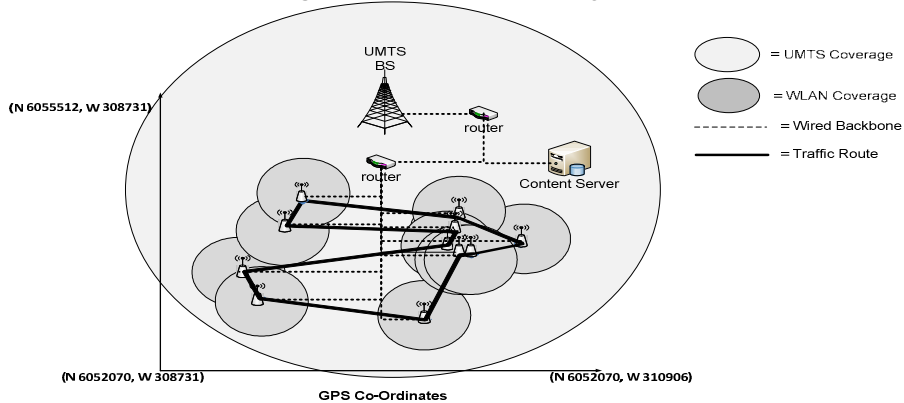 UMTS
BS
(N 6055512, W 308731)
router
router
Content Server
= UMTS Coverage
= WLAN Coverage
= Wired Backbone
= Traffic Route
(N 6052070, W 308731)
(N 6052070, W 310906)
GPS Co-Ordinates